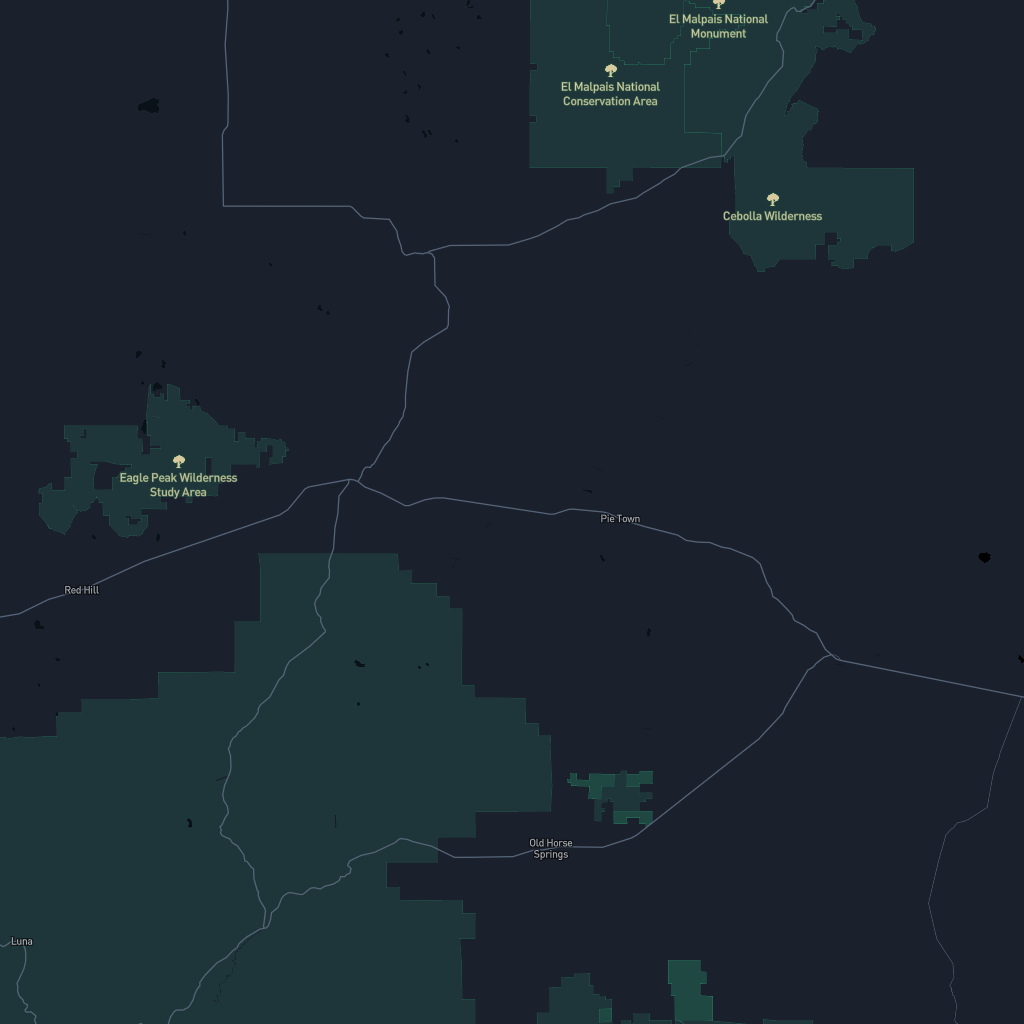 El Malpais National
Monument
El Malpais National
Conservation Area
Cebolla Wilderness
Eagle Peak Wilderness
Study Area
Pie Town
Red Hill
Old Horse
Springs
Luna